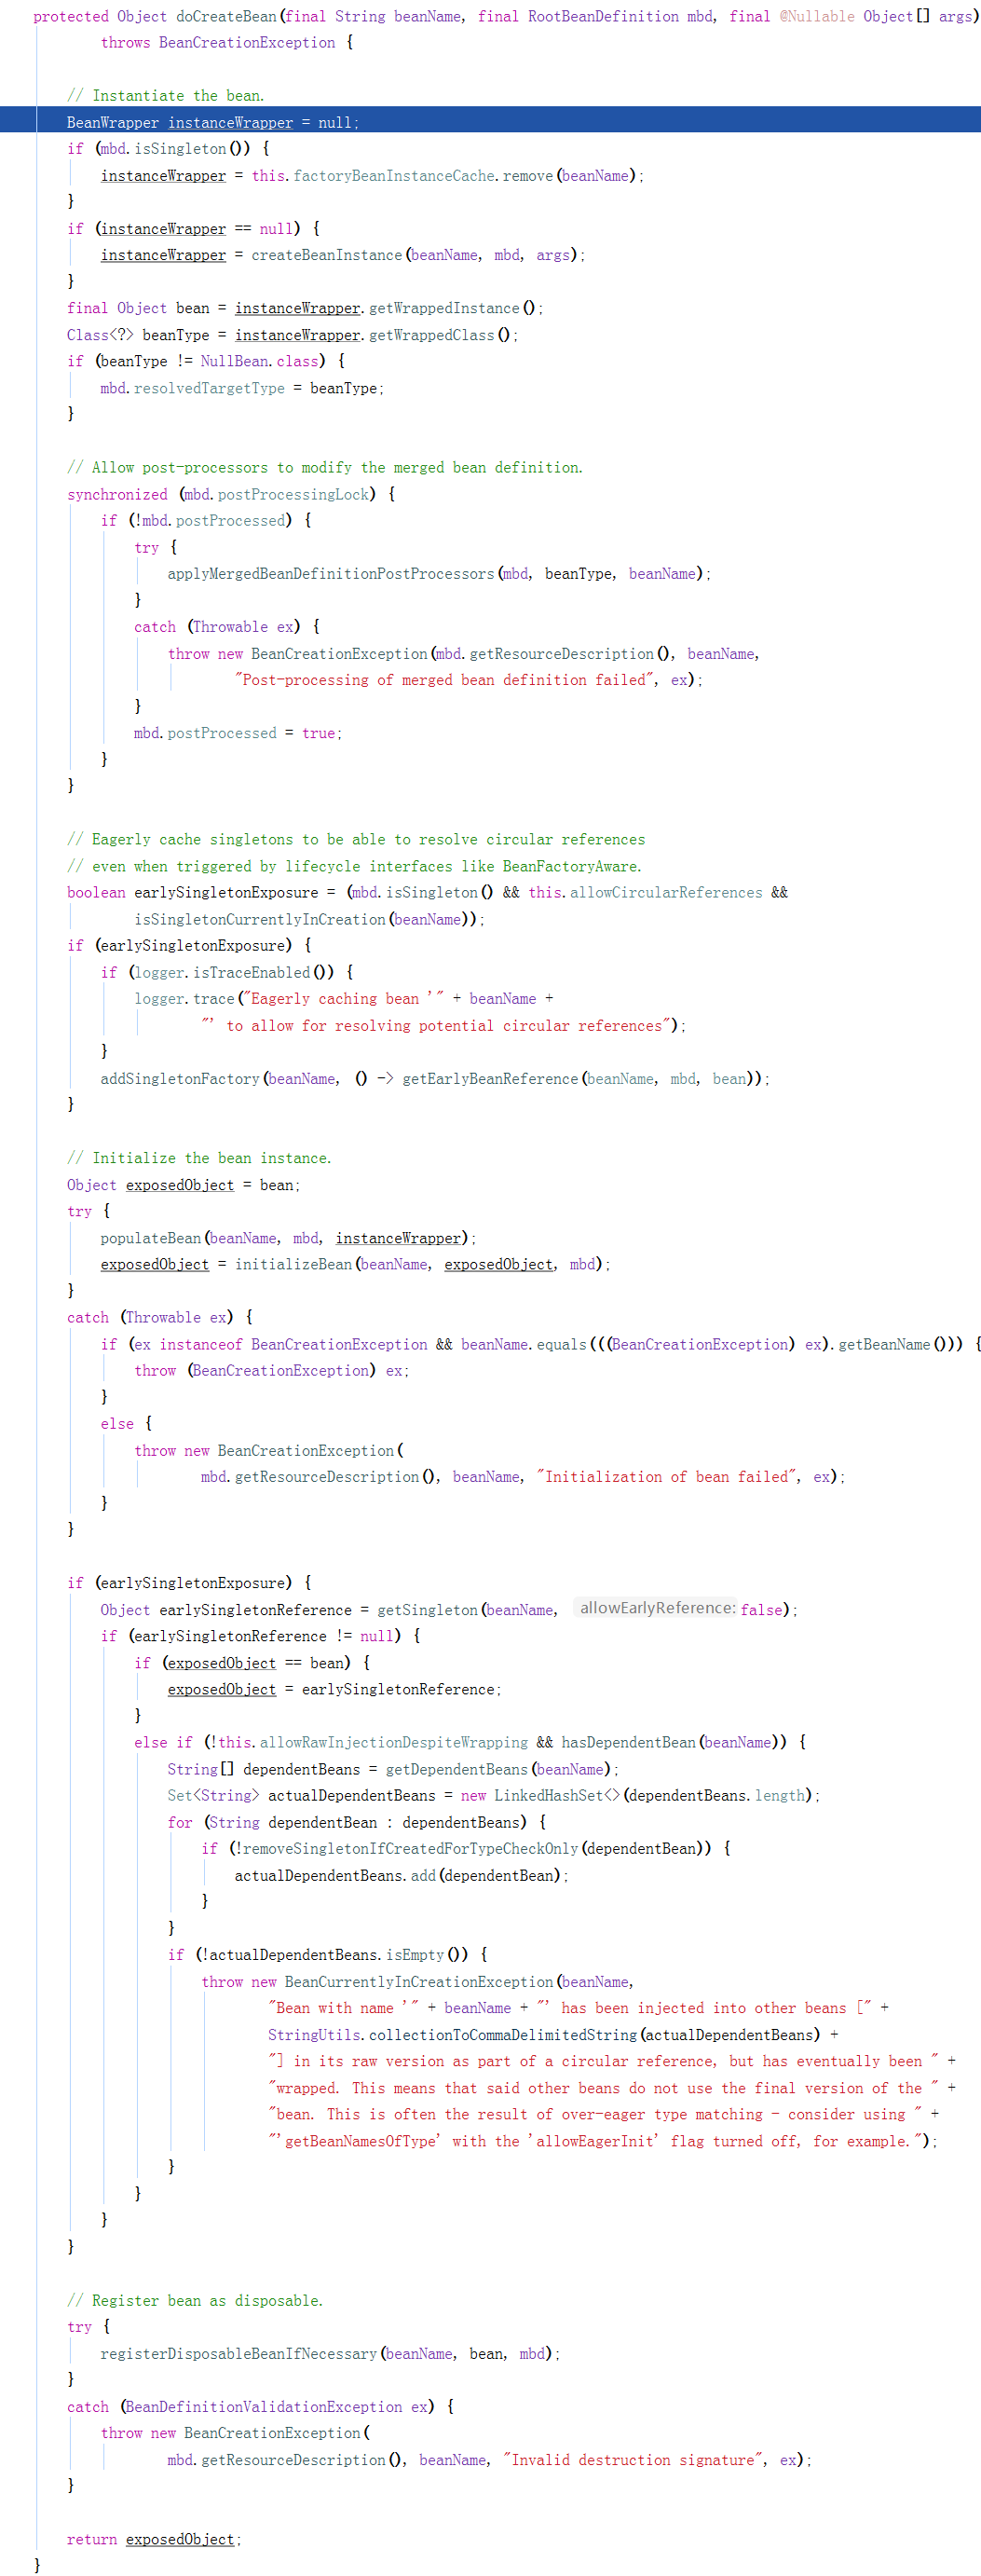 protected Object doCreateBean(final String beanName, final RootBeanDefinition mbd, final @Nullable Object[] args)
        throws BeanCreationException {

    // Instantiate the bean.
    BeanWrapper instanceWrapper = null;
    if (mbd.isSingleton()) {
        instanceWrapper = this.factoryBeanInstanceCache.remove(beanName);
    }
    if (instanceWrapper == null) {
        instanceWrapper = createBeanInstance(beanName, mbd, args);
    }
    final Object bean = instanceWrapper.getWrappedInstance();
    Class<?> beanType = instanceWrapper.getWrappedClass();
    if (beanType != NullBean.class) {
        mbd.resolvedTargetType = beanType;
    }

    // Allow post-processors to modify the merged bean definition.
    synchronized (mbd.postProcessingLock) {
        if (!mbd.postProcessed) {
            try {
                applyMergedBeanDefinitionPostProcessors(mbd, beanType, beanName);
            }
            catch (Throwable ex) {
                throw new BeanCreationException(mbd.getResourceDescription(), beanName,
                        "Post-processing of merged bean definition failed", ex);
            }
            mbd.postProcessed = true;
        }
    }

    // Eagerly cache singletons to be able to resolve circular references
    // even when triggered by lifecycle interfaces like BeanFactoryAware.
    boolean earlySingletonExposure = (mbd.isSingleton() && this.allowCircularReferences &&
            isSingletonCurrentlyInCreation(beanName));
    if (earlySingletonExposure) {
        if (logger.isTraceEnabled()) {
            logger.trace("Eagerly caching bean '" + beanName +
                    "' to allow for resolving potential circular references");
        }
        addSingletonFactory(beanName, () -> getEarlyBeanReference(beanName, mbd, bean));
    }

    // Initialize the bean instance.
    Object exposedObject = bean;
    try {
        populateBean(beanName, mbd, instanceWrapper);
        exposedObject = initializeBean(beanName, exposedObject, mbd);
    }
    catch (Throwable ex) {
        if (ex instanceof BeanCreationException && beanName.equals(((BeanCreationException) ex).getBeanName())) {
            throw (BeanCreationException) ex;
        }
        else {
            throw new BeanCreationException(
                    mbd.getResourceDescription(), beanName, "Initialization of bean failed", ex);
        }
    }

    if (earlySingletonExposure) {
        Object earlySingletonReference = getSingleton(beanName, allowEarlyReference: false);
        if (earlySingletonReference != null) {
            if (exposedObject == bean) {
                exposedObject = earlySingletonReference;
            }
            else if (!this.allowRawInjectionDespiteWrapping && hasDependentBean(beanName)) {
                String[] dependentBeans = getDependentBeans(beanName);
                Set<String> actualDependentBeans = new LinkedHashSet<>(dependentBeans.length);
                for (String dependentBean : dependentBeans) {
                    if (!removeSingletonIfCreatedForTypeCheckOnly(dependentBean)) {
                        actualDependentBeans.add(dependentBean);
                    }
                }
                if (!actualDependentBeans.isEmpty()) {
                    throw new BeanCurrentlyInCreationException(beanName,
                            "Bean with name '" + beanName + "' has been injected into other beans [" +
                            StringUtils.collectionToCommaDelimitedString(actualDependentBeans) +
                            "] in its raw version as part of a circular reference, but has eventually been " +
                            "wrapped. This means that said other beans do not use the final version of the " +
                            "bean. This is often the result of over-eager type matching - consider using " +
                            "'getBeanNamesOfType' with the 'allowEagerInit' flag turned off, for example.");
                }
            }
        }
    }

    // Register bean as disposable.
    try {
        registerDisposableBeanIfNecessary(beanName, bean, mbd);
    }
    catch (BeanDefinitionValidationException ex) {
        throw new BeanCreationException(
                mbd.getResourceDescription(), beanName, "Invalid destruction signature", ex);
    }

    return exposedObject;
}